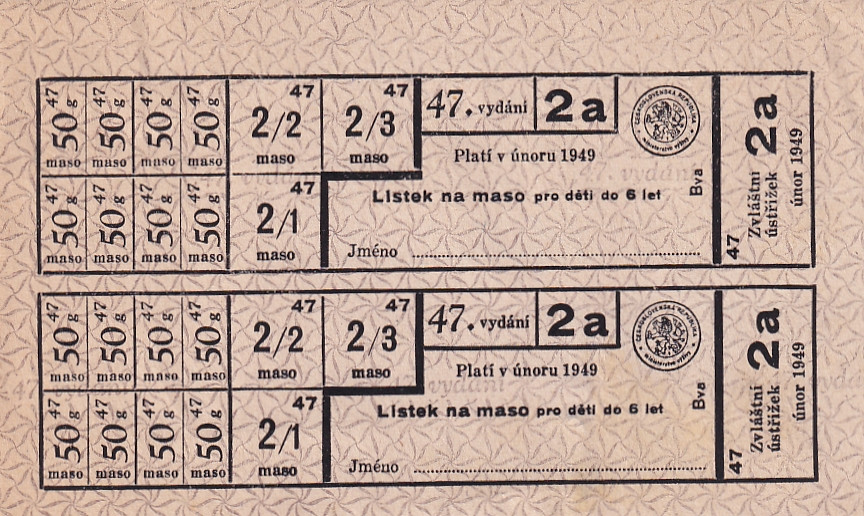 47 50 g maso 47 50 g maso 47 50 g maso 47 50 g maso
2/2 47 maso
2/3 47 maso
47. vydání 2a
ČESKOSLOVENSKÁ REPUBLIKA
Ministerstvo výživy
Platí v únoru 1949
47 50 g maso 47 50 g maso 47 50 g maso 47 50 g maso
2/1 47 maso
Lístek na maso pro děti do 6 let
Jméno
Bva
47 Zvláštní ústřižek 2a únor 1949
47 50 g maso 47 50 g maso 47 50 g maso 47 50 g maso
2/2 47 maso
2/3 47 maso
47. vydání 2a
ČESKOSLOVENSKÁ REPUBLIKA
Ministerstvo výživy
Platí v únoru 1949
47 50 g maso 47 50 g maso 47 50 g maso 47 50 g maso
2/1 47 maso
Lístek na maso pro děti do 6 let
Jméno
Bva
47 Zvláštní ústřižek 2a únor 1949